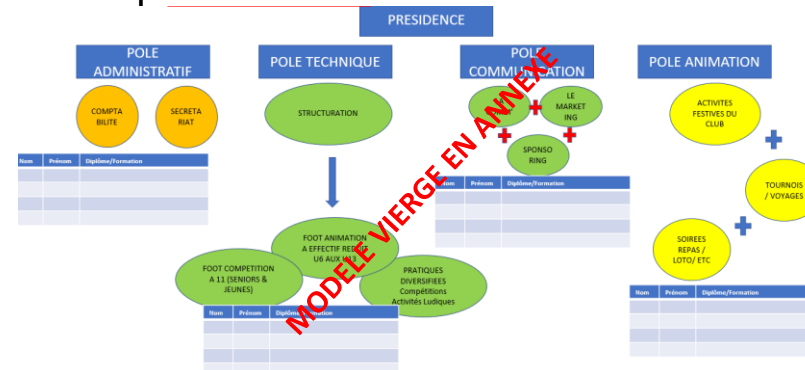 PRESIDENCE
POLE
ADMINISTRATIF
POLE TECHNIQUE
POLE
COMMUNICATION
POLE ANIMATION
COMPTA
BILITE
SECRETA
RIAT
STRUCTURATION
LE
MARKET
ING
SPONSO
RING
ACTIVITES
FESTIVES DU
CLUB
TOURNOIS
/ VOYAGES
SOIREES
REPAS /
LOTO/ ETC
Nom Prénom Diplôme/Formation
Nom Prénom Diplôme/Formation
FOOT ANIMATION
A EFFECTIF REDUIT
U6 AUX U13
FOOT COMPETITION
A 11 (SENIORS &
JEUNES)
PRATIQUES
DIVERSIFIEES
Compétitions
Activités Ludiques
Nom Prénom Diplôme/Formation
Nom Prénom Diplôme/Formation
MODELE VIERGE EN ANNEXE